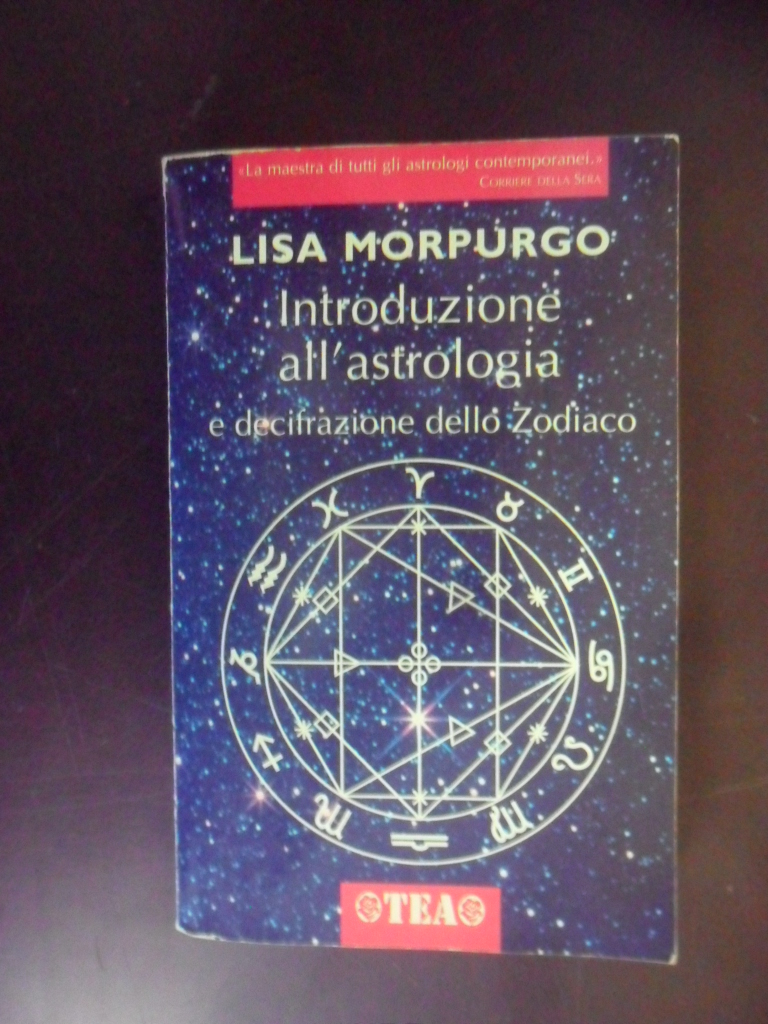 «La maestra di tutti gli astrologi contemporanei.»
CORRIERE DELLA SERA
LISA MORPURGO
Introduzione
all'astrologia
e decifrazione dello Zodiaco
TEA